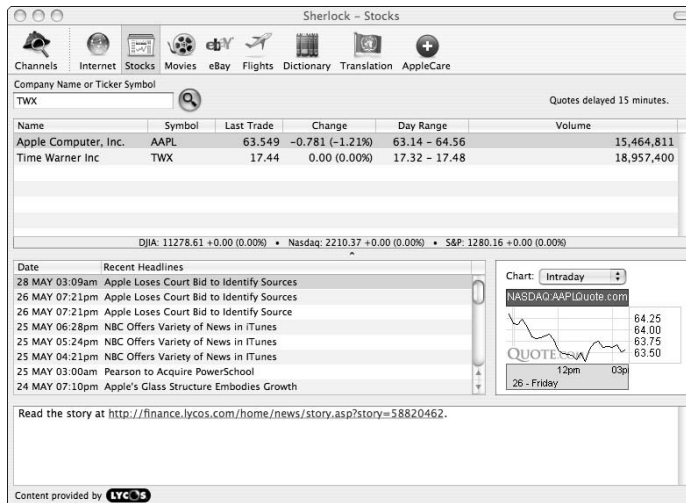 Sherlock – Stocks
Channels Internet Stocks Movies eBay Flights Dictionary Translation AppleCare
Company Name or Ticker Symbol
TWX
Quotes delayed 15 minutes.
Name Symbol Last Trade Change Day Range Volume
Apple Computer, Inc. AAPL 63.549 -0.781 (-1.21%) 63.14 - 64.56 15,464,811
Time Warner Inc TWX 17.44 0.00 (0.00%) 17.32 - 17.48 18,957,400
DJIA: 11278.61 +0.00 (0.00%) • Nasdaq: 2210.37 +0.00 (0.00%) • S&P: 1280.16 +0.00 (0.00%)
Date Recent Headlines
28 MAY 03:09am Apple Loses Court Bid to Identify Sources
26 MAY 07:21pm Apple Loses Court Bid to Identify Sources
26 MAY 07:21pm Apple Loses Court Bid to Identify Source
25 MAY 06:28pm NBC Offers Variety of News in iTunes
25 MAY 05:24pm NBC Offers Variety of News in ITunes
25 MAY 04:21pm NBC Offers Variety of News in ITunes
25 MAY 03:00am Pearson to Acquire PowerSchool
24 MAY 07:10pm Apple's Glass Structure Embodies Growth
Chart: Intraday
NASDAQ:AAPLQuote.com
64.25
64.00
63.75
63.50
QUOTE.COM
12pm 03p
26 - Friday
Read the story at http://finance.lycos.com/home/news/story.asp?story=58820462.
Content provided by LYCOS